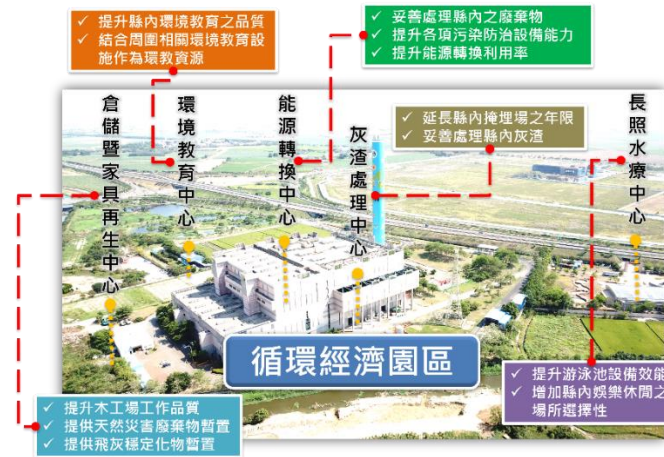 ✓ 提升縣內環境教育之品質
✓ 結合周圍相關環境教育設
施作為環教資源
✓ 妥善處理縣內之廢棄物
✓ 提升各項污染防治設備能力
✓ 提升能源轉換利用率
✓ 延長縣內掩埋場之年限
✓ 妥善處理縣內灰渣
倉儲暨家具再生中心
環境教育中心
能源轉換中心
灰渣處理中心
長照水療中心
循環經濟園區
✓ 提升木工場工作品質
✓ 提供天然災害廢棄物暫置
✓ 提供飛灰穩定化物暫置
✓ 提升游泳池設備效能
✓ 增加縣內娛樂休閒之
場所選擇性